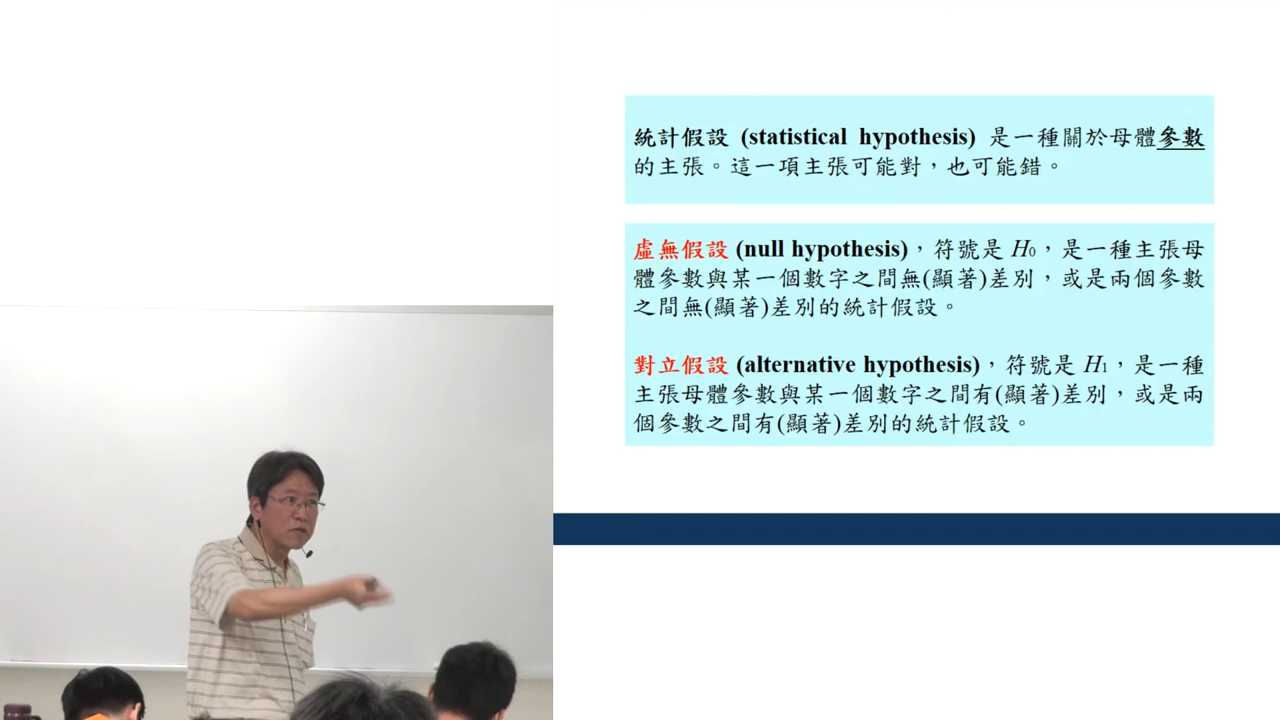 統計假設 (statistical hypothesis) 是一種關於母體參數
的主張。這一項主張可能對，也可能錯。
虛無假設 (null hypothesis)，符號是 H0，是一種主張母
體參數與某一個數字之間無(顯著)差別，或是兩個參數
之間無(顯著)差別的統計假設。
對立假設 (alternative hypothesis)，符號是 H1，是一種
主張母體參數與某一個數字之間有(顯著)差別，或是兩
個參數之間有(顯著)差別的統計假設。